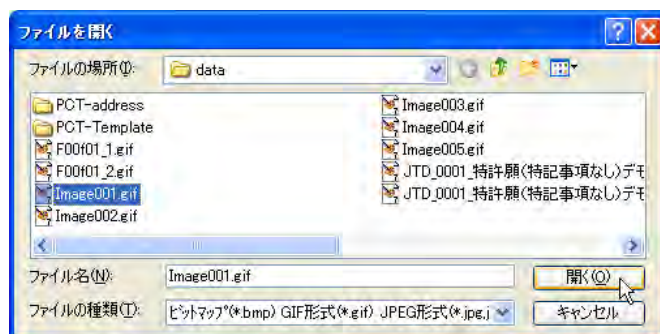 ファイルを開く
ファイルの場所(I):
data
PCT-address
PCT-Template
F00f01_1.gif
F00f01_2.gif
Image001.gif
Image002.gif
Image003.gif
Image004.gif
Image005.gif
JTD_0001_特許願(特記事項なし)デモ
JTD_0001_特許願(特記事項なし)デモ
ファイル名(N):
Image001.gif
開く(O)
ファイルの種類(T):
ビットマップ(*.bmp) GIF形式(*.gif) JPEG形式(*.jpg,j
キャンセル